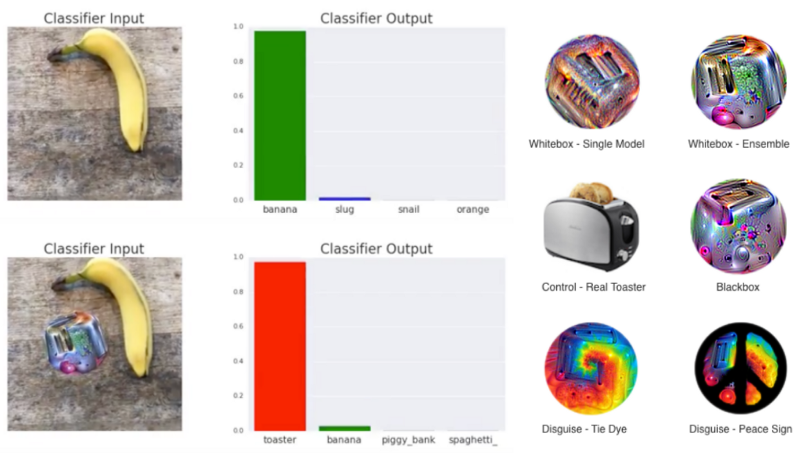 Classifier Input
Classifier Output
1.0
0.8
0.6
0.4
0.2
0.0
banana slug snail orange
Classifier Input
Classifier Output
1.0
0.8
0.6
0.4
0.2
0.0
toaster banana piggy_bank spaghetti_
Whitebox - Single Model
Whitebox - Ensemble
Control - Real Toaster
Blackbox
Disguise - Tie Dye
Disguise - Peace Sign